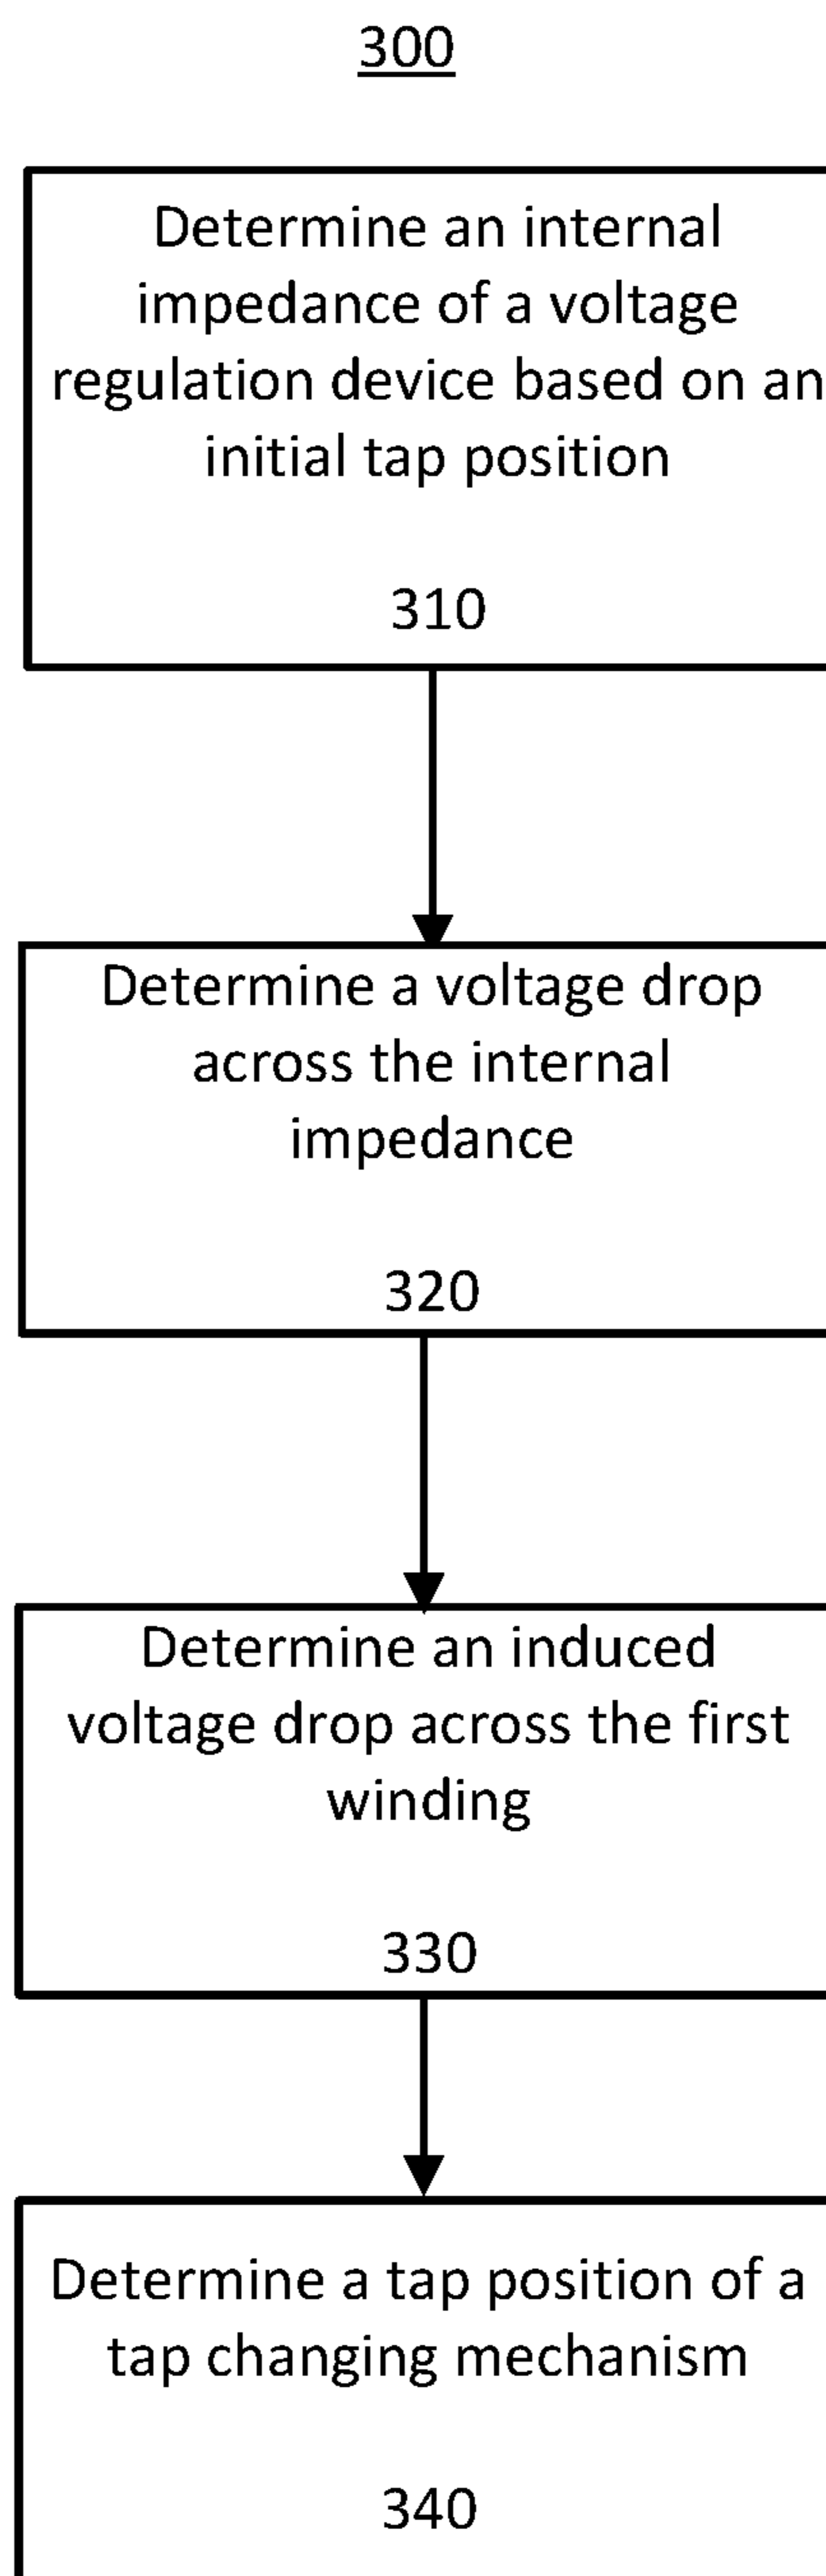 300
Determine an internal
impedance of a voltage
regulation device based on an
initial tap position
310
Determine a voltage drop
across the internal
impedance
320
Determine an induced
voltage drop across the first
winding
330
Determine a tap position of a
tap changing mechanism
340